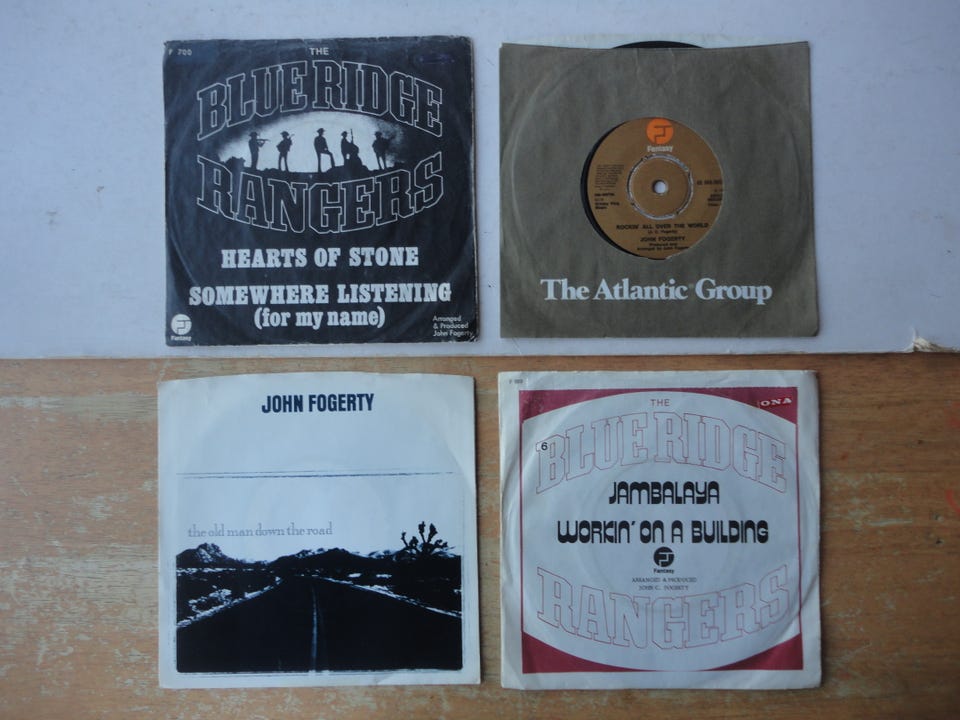 F 700
THE
BLUE RIDGE
RANGERS
HEARTS OF STONE
SOMEWHERE LISTENING
(for my name)
Arranged
& Produced
John Fogerty
Fantasy
Fantasy
ROCKIN' ALL OVER THE WORLD
JOHN FOGERTY
The Atlantic Group
JOHN FOGERTY
the old man down the road
THE
ONA
6
BLUE RIDGE
JAMBALAYA
WORKIN' ON A BUILDING
Fantasy
ARRANGED & PRODUCED
JOHN C. FOGERTY
RANGERS